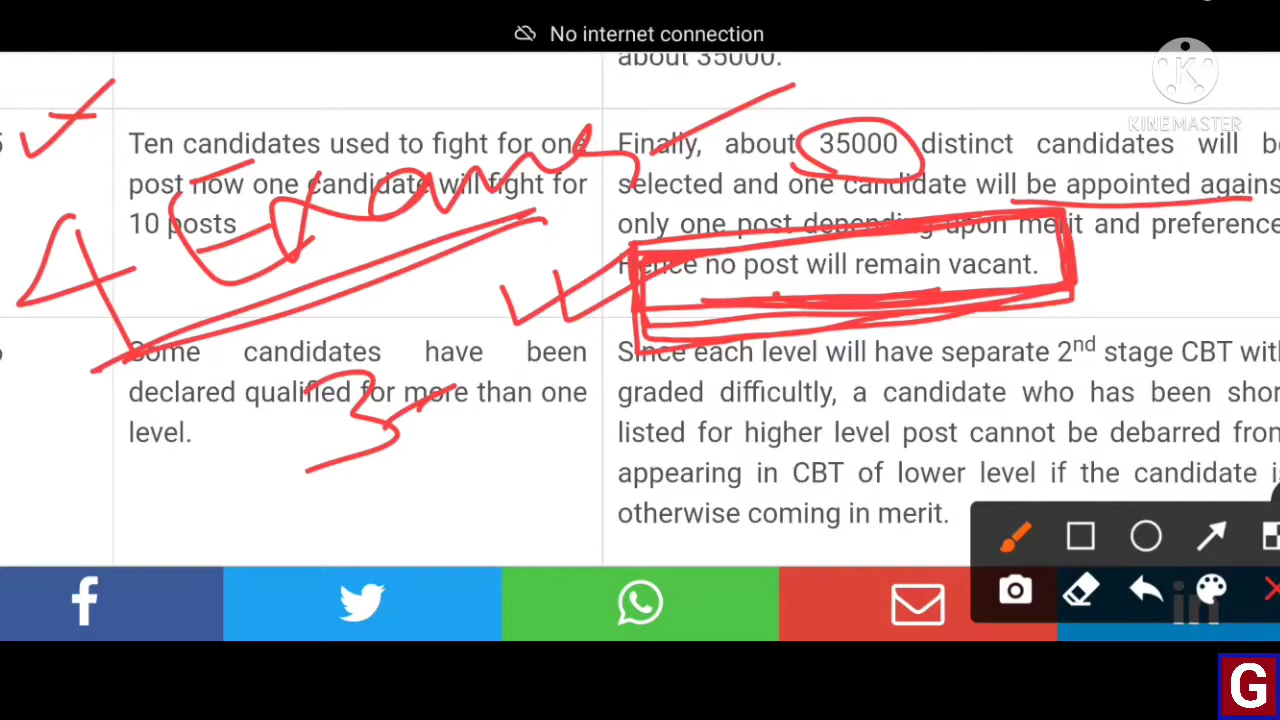 No internet connection
about 35000.
KINEMASTER
5
Ten candidates used to fight for one
post now one candidate will fight for
10 posts
Finally, about 35000 distinct candidates will be
selected and one candidate will be appointed agains
only one post depending upon merit and preference
Hence no post will remain vacant.
4 Exams
Some candidates have been
declared qualified for more than one
level.
3
Since each level will have separate 2nd stage CBT with
graded difficultly, a candidate who has been shor
listed for higher level post cannot be debarred from
appearing in CBT of lower level if the candidate is
otherwise coming in merit.
f
in
G